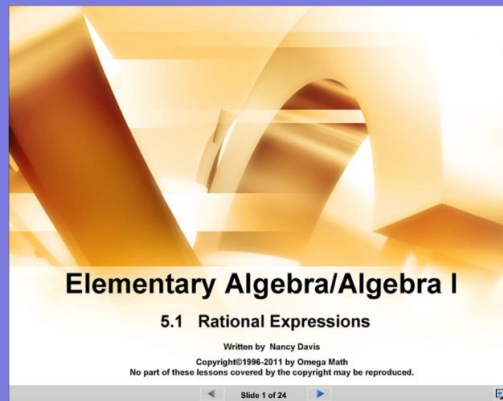 Elementary Algebra/Algebra I
5.1 Rational Expressions
Written by Nancy Davis
Copyright©1996-2011 by Omega Math
No part of these lessons covered by the copyright may be reproduced.
Slide 1 of 24